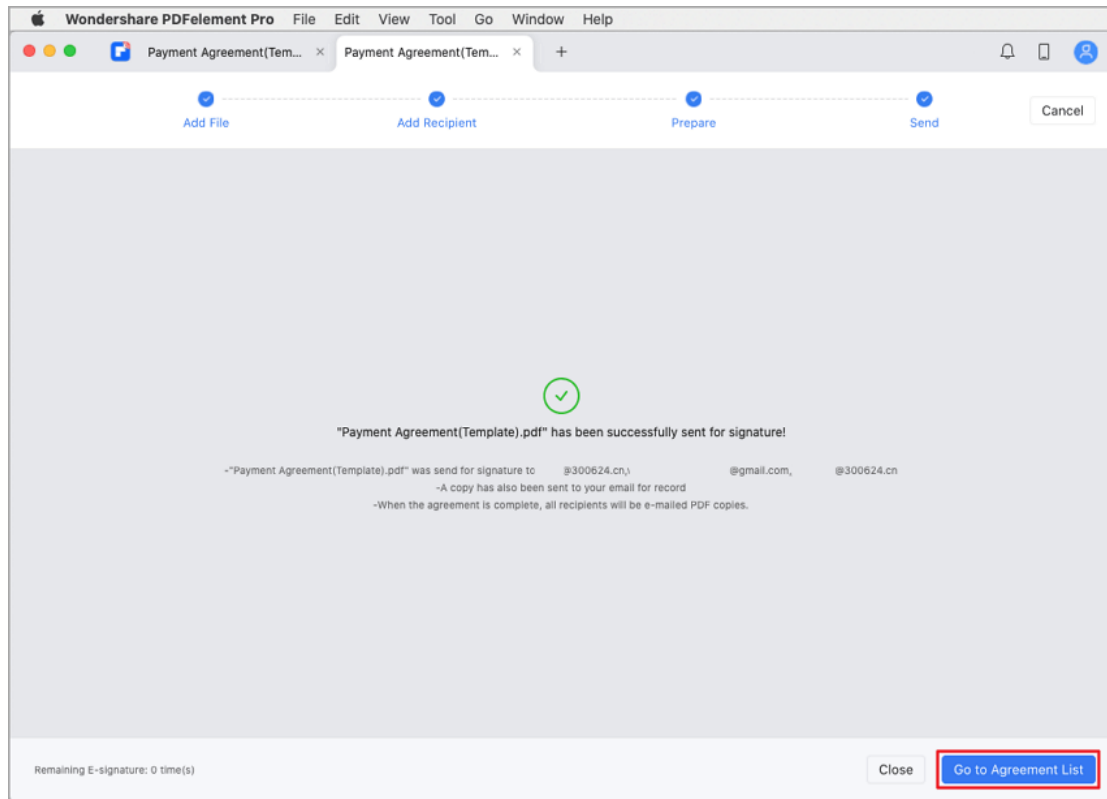 Wondershare PDFelement Pro File Edit View Tool Go Window Help
Payment Agreement(Tem... × Payment Agreement(Tem... × +
Add File Add Recipient Prepare Send Cancel
"Payment Agreement(Template).pdf" has been successfully sent for signature!
-"Payment Agreement(Template).pdf" was send for signature to @300624.cn, @gmail.com, @300624.cn
-A copy has also been sent to your email for record
-When the agreement is complete, all recipients will be e-mailed PDF copies.
Remaining E-signature: 0 time(s) Close Go to Agreement List